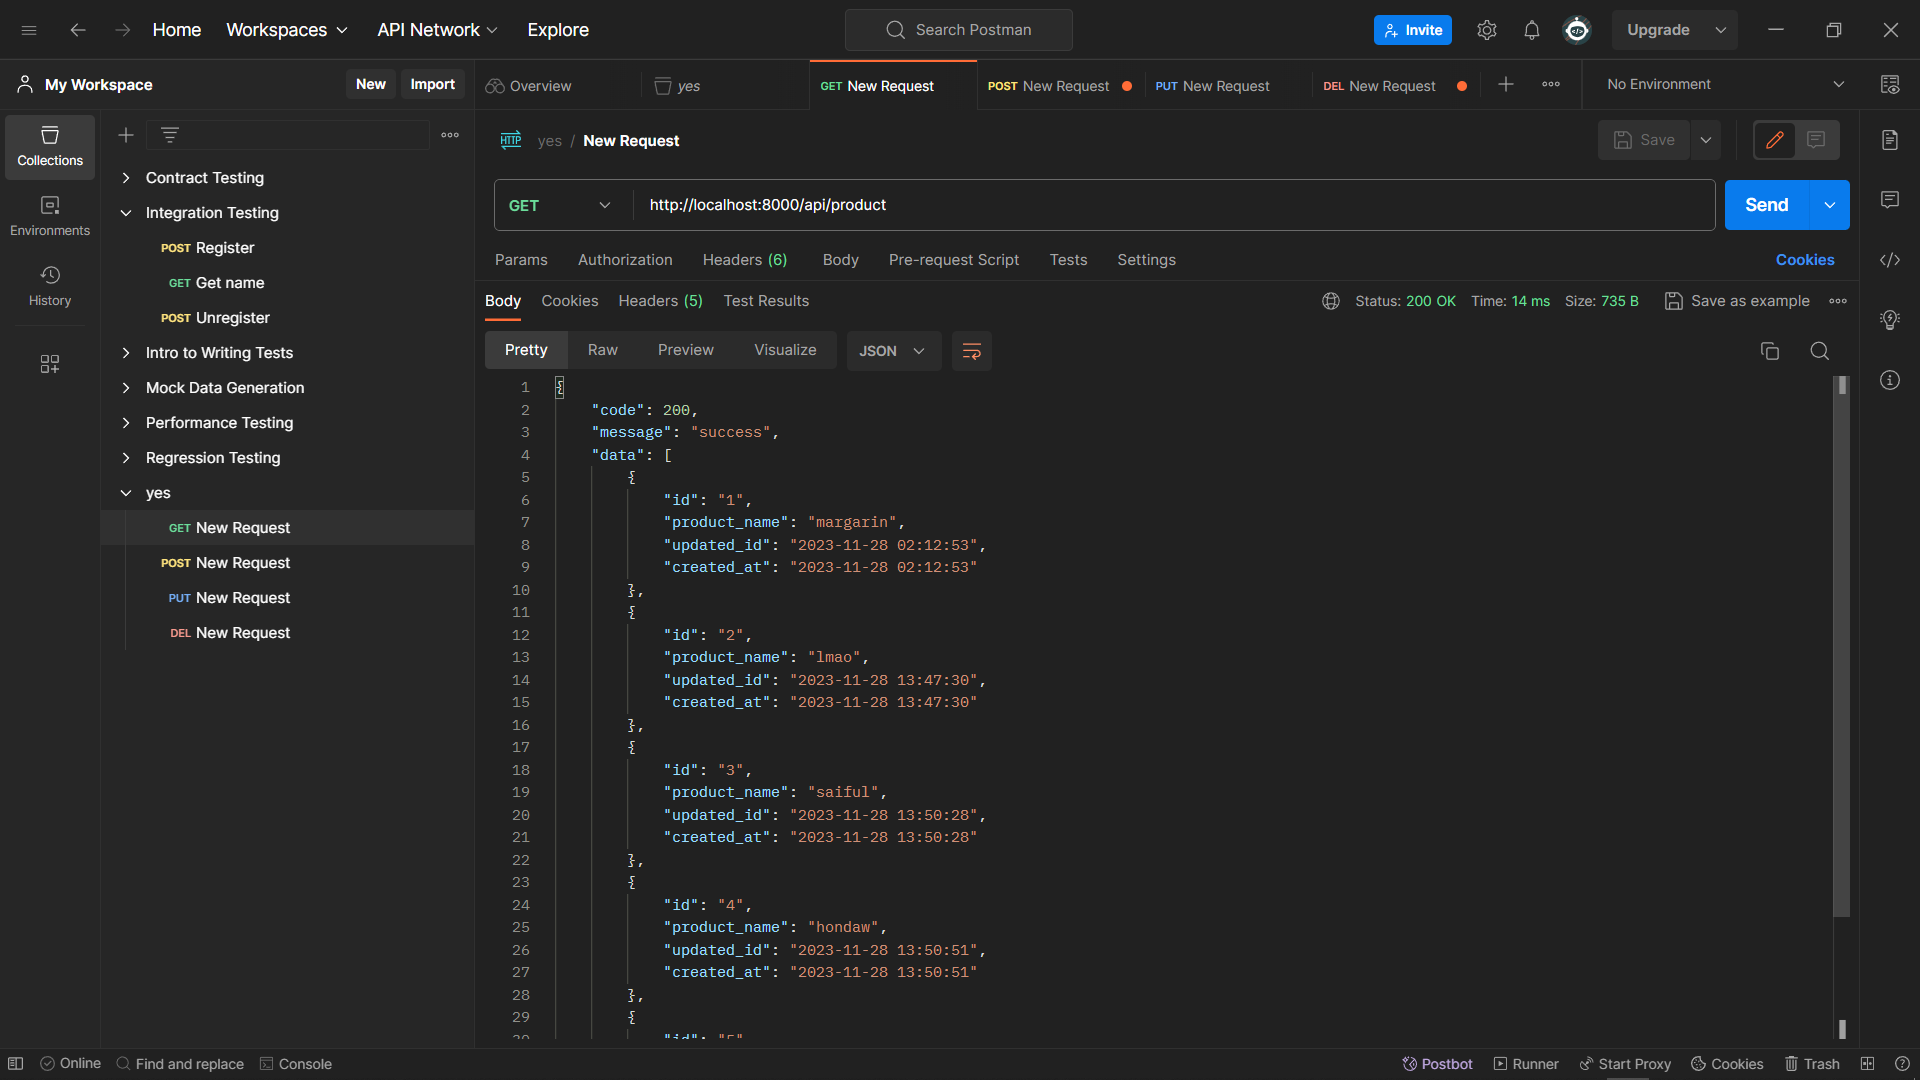 Home Workspaces API Network Explore Search Postman Invite Upgrade
My Workspace New Import Overview yes GET New Request POST New Request PUT New Request DEL New Request No Environment
Collections
Environments
History
Contract Testing
Integration Testing
POST Register
GET Get name
POST Unregister
Intro to Writing Tests
Mock Data Generation
Performance Testing
Regression Testing
yes
GET New Request
POST New Request
PUT New Request
DEL New Request
HTTP yes / New Request Save
GET http://localhost:8000/api/product Send
Params Authorization Headers (6) Body Pre-request Script Tests Settings Cookies
Body Cookies Headers (5) Test Results Status: 200 OK Time: 14 ms Size: 735 B Save as example
Pretty Raw Preview Visualize JSON
1 {
2 "code": 200,
3 "message": "success",
4 "data": [
5 {
6 "id": "1",
7 "product_name": "margarin",
8 "updated_id": "2023-11-28 02:12:53",
9 "created_at": "2023-11-28 02:12:53"
10 },
11 {
12 "id": "2",
13 "product_name": "lmao",
14 "updated_id": "2023-11-28 13:47:30",
15 "created_at": "2023-11-28 13:47:30"
16 },
17 {
18 "id": "3",
19 "product_name": "saiful",
20 "updated_id": "2023-11-28 13:50:28",
21 "created_at": "2023-11-28 13:50:28"
22 },
23 {
24 "id": "4",
25 "product_name": "hondaw",
26 "updated_id": "2023-11-28 13:50:51",
27 "created_at": "2023-11-28 13:50:51"
28 },
29 {
Online Find and replace Console Postbot Runner Start Proxy Cookies Trash